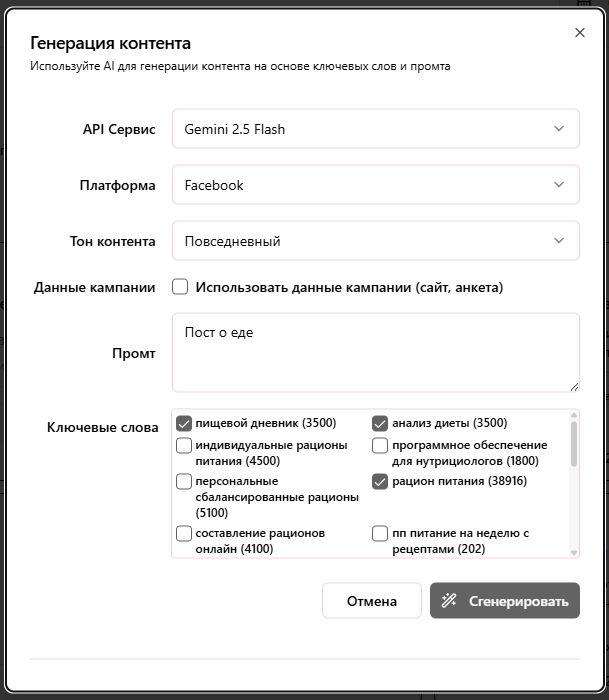 Генерация контента
Используйте AI для генерации контента на основе ключевых слов и промта
API Сервис
Gemini 2.5 Flash
Платформа
Facebook
Тон контента
Повседневный
Данные кампании
Использовать данные кампании (сайт, анкета)
Промт
Пост о еде
Ключевые слова
пищевой дневник (3500)
анализ диеты (3500)
индивидуальные рационы
питания (4500)
программное обеспечение
для нутрициологов (1800)
персональные
сбалансированные рационы
(5100)
рацион питания (38916)
составление рационов
онлайн (4100)
пп питание на неделю с
рецептами (202)
Отмена
Сгенерировать